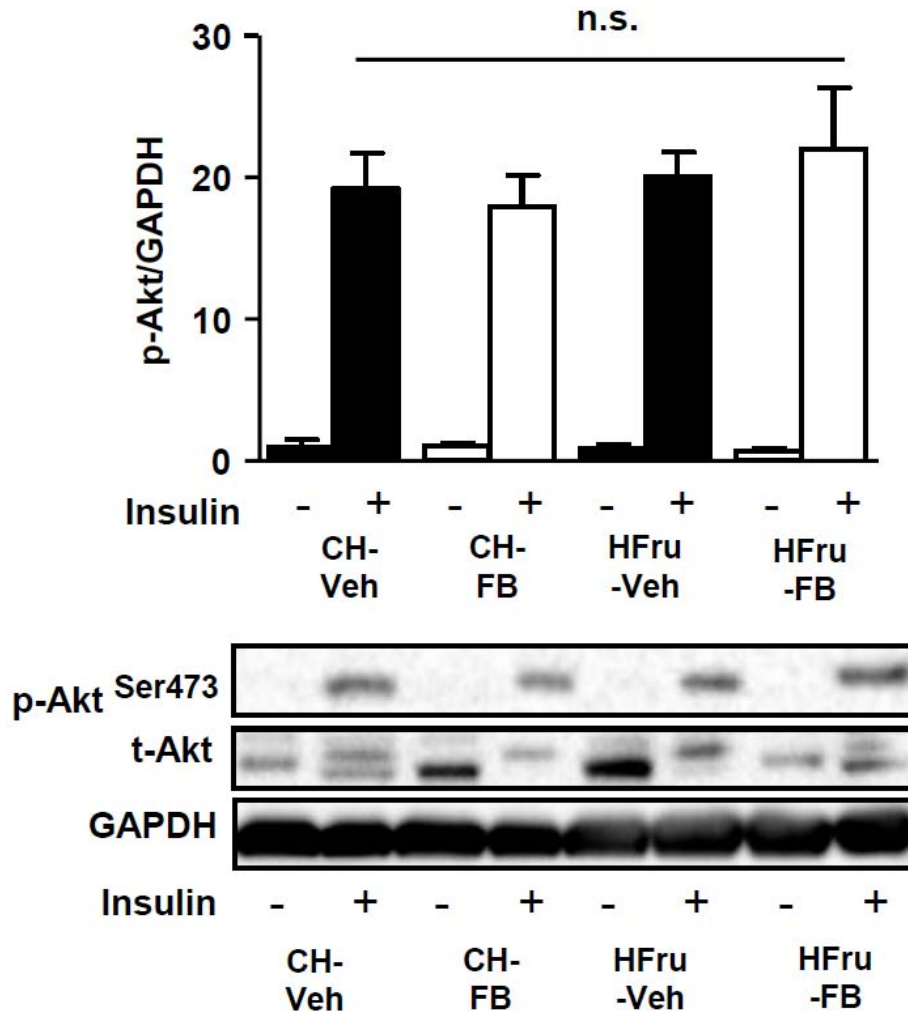 n.s.
30
20
10
0
p-Akt/GAPDH
Insulin - + - + - + - +
CH- CH- HFru HFru
Veh FB -Veh -FB
p-Akt Ser473
t-Akt
GAPDH
Insulin - + - + - + - +
CH- CH- HFru HFru
Veh FB -Veh -FB